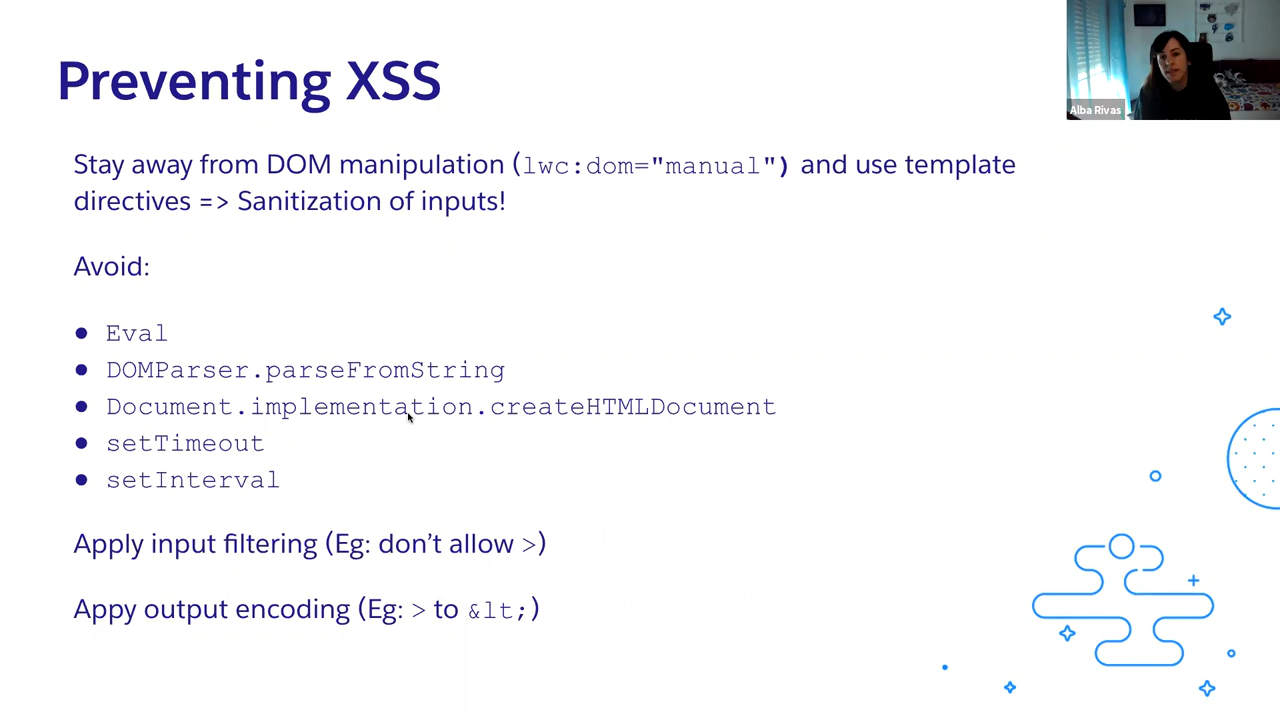 Preventing XSS
Alba Rivas
Stay away from DOM manipulation (lwc:dom="manual") and use template
directives => Sanitization of inputs!
Avoid:
● Eval
● DOMParser.parseFromString
● Document.implementation.createHTMLDocument
● setTimeout
● setInterval
Apply input filtering (Eg: don’t allow >)
Appy output encoding (Eg: > to &lt;)